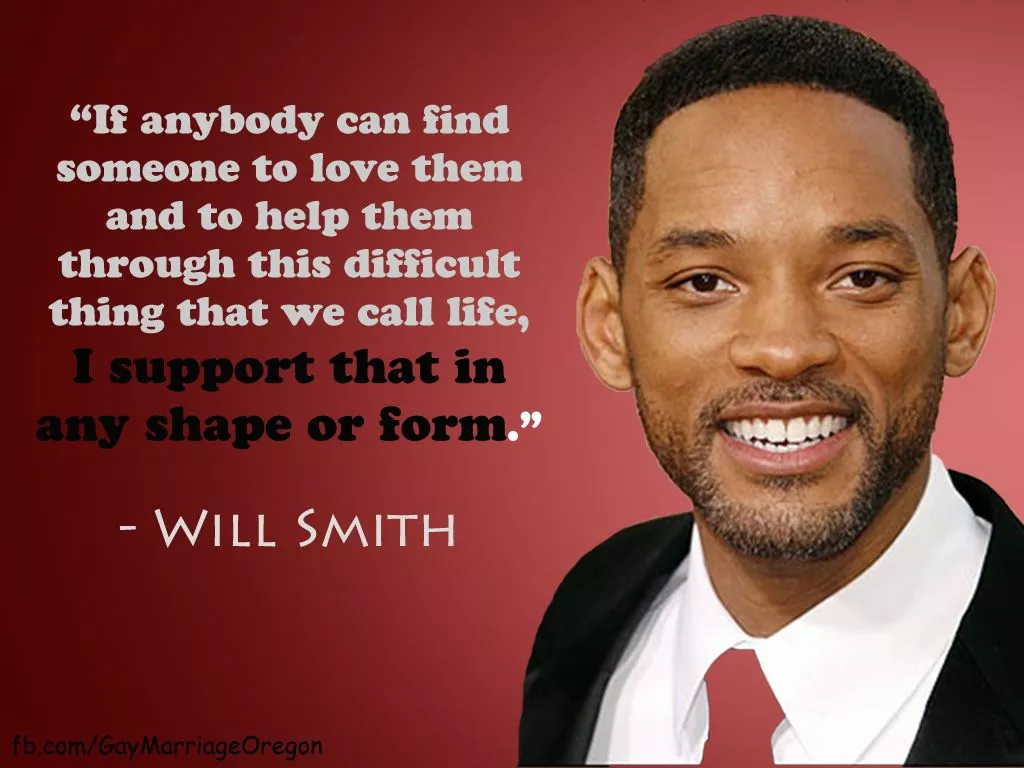 “If anybody can find
someone to love them
and to help them
through this difficult
thing that we call life,
I support that in
any shape or form.”
- Will Smith
fb.com/GayMarriageOregon